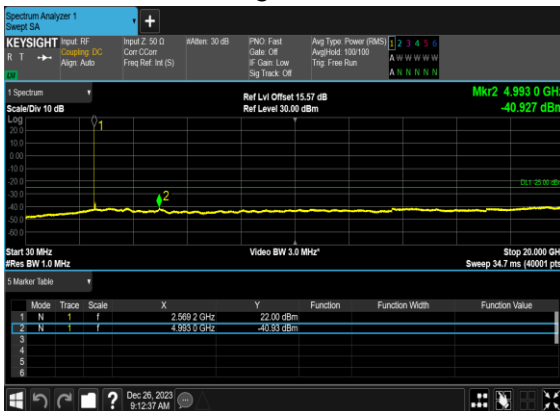 Spectrum Analyzer 1
Swept SA
+
KEYSIGHT Input: RF Input Z: 50 Ω #Atten: 30 dB PNO: Fast Avg Type: Power (RMS) 1 2 3 4 5 6
R T Coupling: DC Corr CCorr Gate: Off Avg|Hold: 100/100 A W W W W W
Align: Auto Freq Ref: Int (S) IF Gain: Low Trig: Free Run
LV Sig Track: Off A N N N N N
1 Spectrum Ref Lvl Offset 15.57 dB Mkr2 4.993 0 GHz
Scale/Div 10 dB Ref Level 30.00 dBm -40.927 dBm
Log
20.0
10.0
0.00
-10.0
-20.0
DL1 -25.00 dBm
-30.0
-40.0
-50.0
-60.0
1
2
Start 30 MHz Video BW 3.0 MHz* Stop 20.000 GHz
#Res BW 1.0 MHz Sweep 34.7 ms (40001 pts)
5 Marker Table
Mode Trace Scale X Y Function Function Width Function Value
1 N 1 f 2.569 2 GHz 22.00 dBm
2 N 1 f 4.993 0 GHz -40.93 dBm
3
4
5
6
? Dec 26, 2023
9:12:37 AM